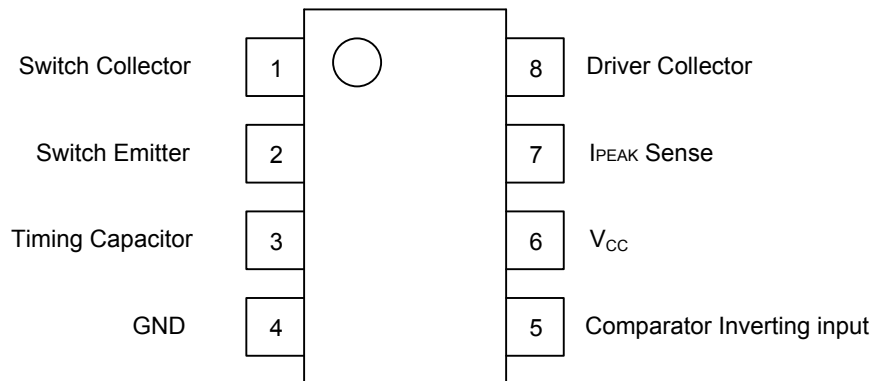 Switch Collector 1 8 Driver Collector
Switch Emitter 2 7 IPEAK Sense
Timing Capacitor 3 6 VCC
GND 4 5 Comparator Inverting input